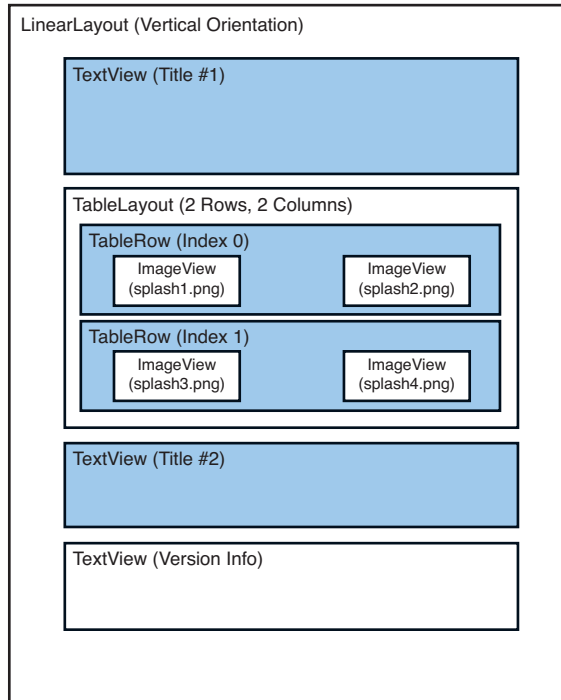 LinearLayout (Vertical Orientation)
TextView (Title #1)
TableLayout (2 Rows, 2 Columns)
TableRow (Index 0)
ImageView
(splash1.png)
ImageView
(splash2.png)
TableRow (Index 1)
ImageView
(splash3.png)
ImageView
(splash4.png)
TextView (Title #2)
TextView (Version Info)